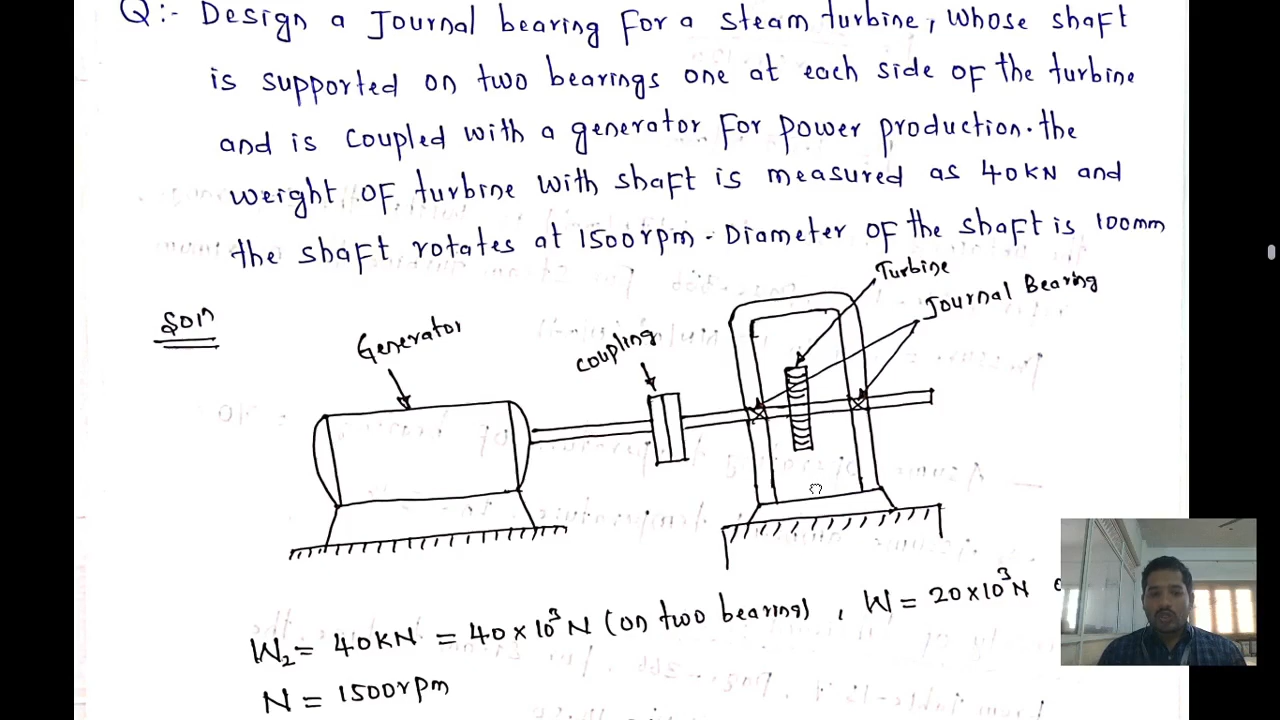 Q:- Design a Journal bearing For a steam turbine, whose shaft
is supported on two bearings one at each side of the turbine
and is coupled with a generator For power production. the
weight of turbine with shaft is measured as 40KN and
the shaft rotates at 1500rpm. Diameter of the shaft is 100mm
Turbine
Journal Bearing
Soln
Generator
coupling
W2 = 40KN = 40×10³N (on two bearing), W = 20×10³N
N = 1500rpm